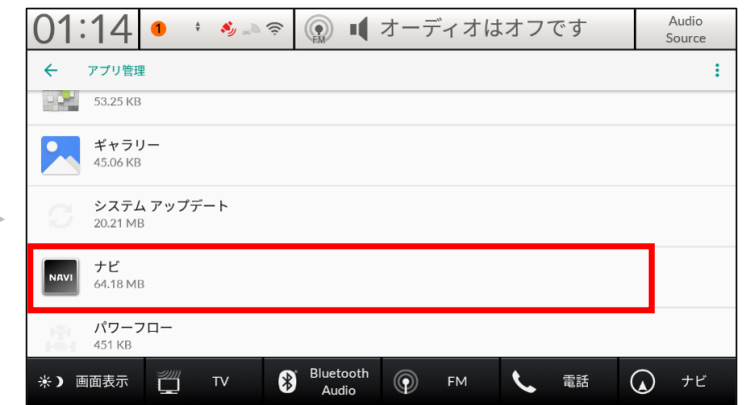 01:14
1
FM
オーディオはオフです
Audio
Source
アプリ管理
53.25 KB
ギャラリー
45.06 KB
システム アップデート
20.21 MB
NAVI
ナビ
64.18 MB
パワーフロー
451 KB
画面表示
TV
Bluetooth
Audio
FM
電話
ナビ